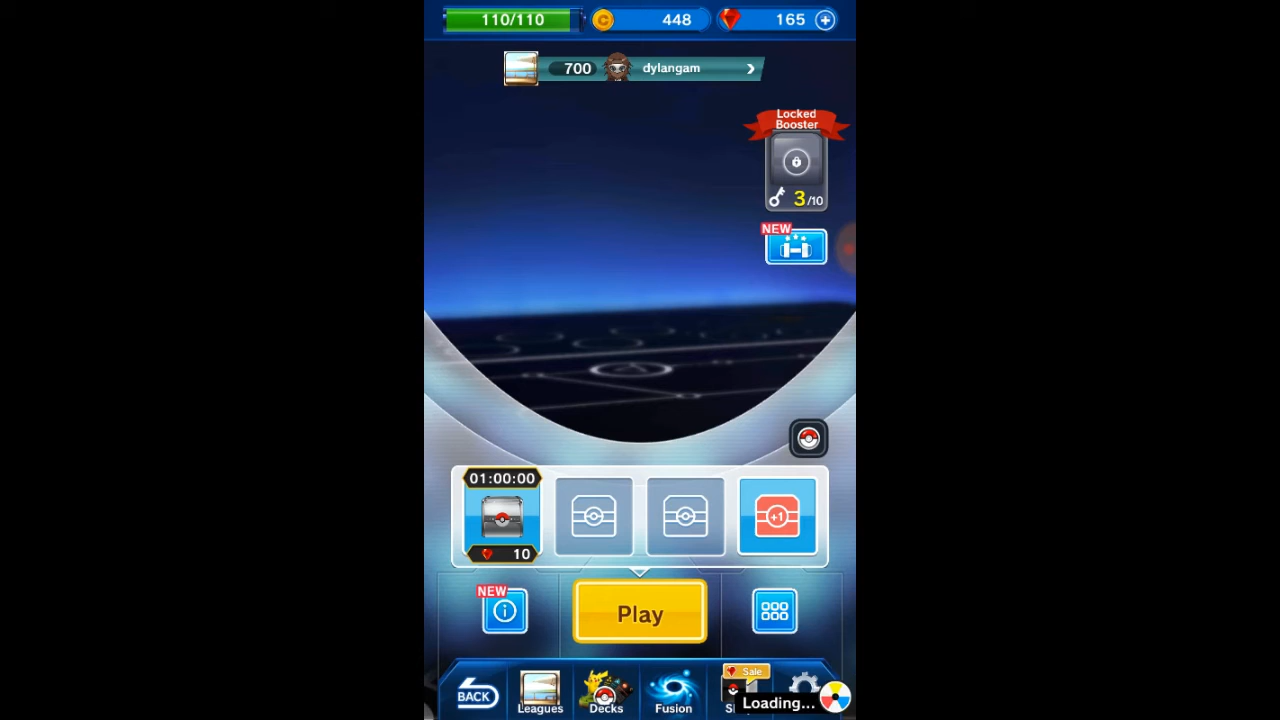 110/110
448
165
700
dylangam
Locked
Booster
3/10
NEW
01:00:00
+1
10
NEW
Play
BACK
Leagues
Decks
Fusion
Sale
Loading...